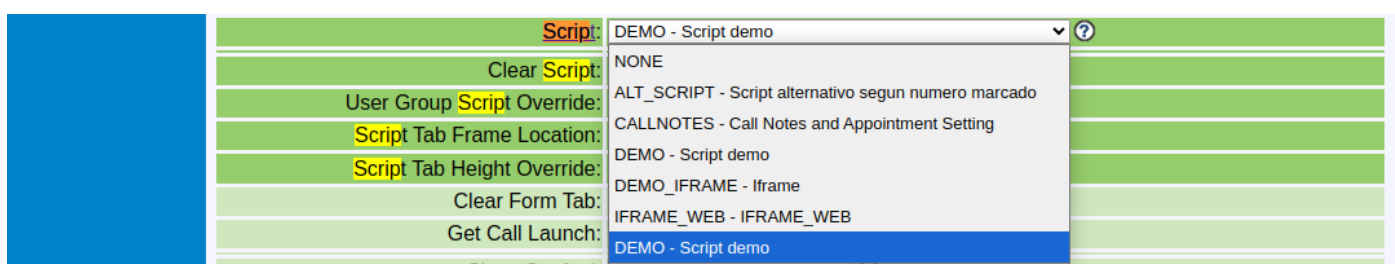 Script: DEMO - Script demo
NONE
Clear Script:
ALT_SCRIPT - Script alternativo segun numero marcado
User Group Script Override:
CALLNOTES - Call Notes and Appointment Setting
Script Tab Frame Location:
DEMO - Script demo
Script Tab Height Override:
DEMO_IFRAME - Iframe
Clear Form Tab:
IFRAME_WEB - IFRAME_WEB
Get Call Launch:
DEMO - Script demo